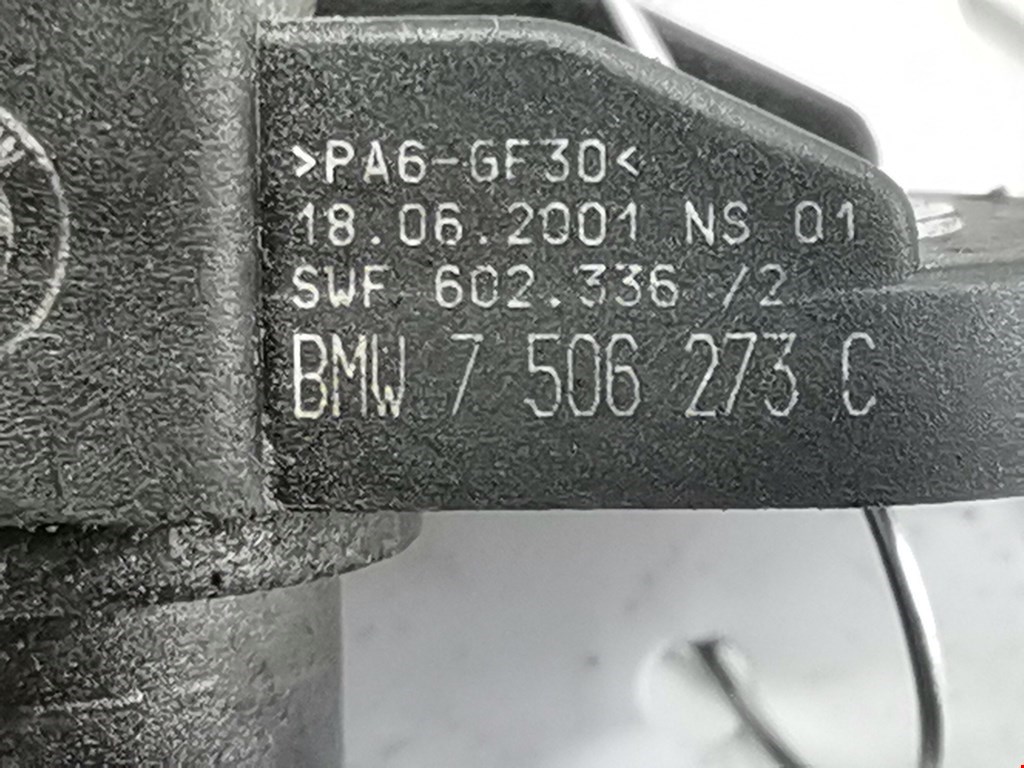 >PA6-GF30<
18.06.2001 NS 01
SWF 602.336 /2
BMW 7 506 273 C